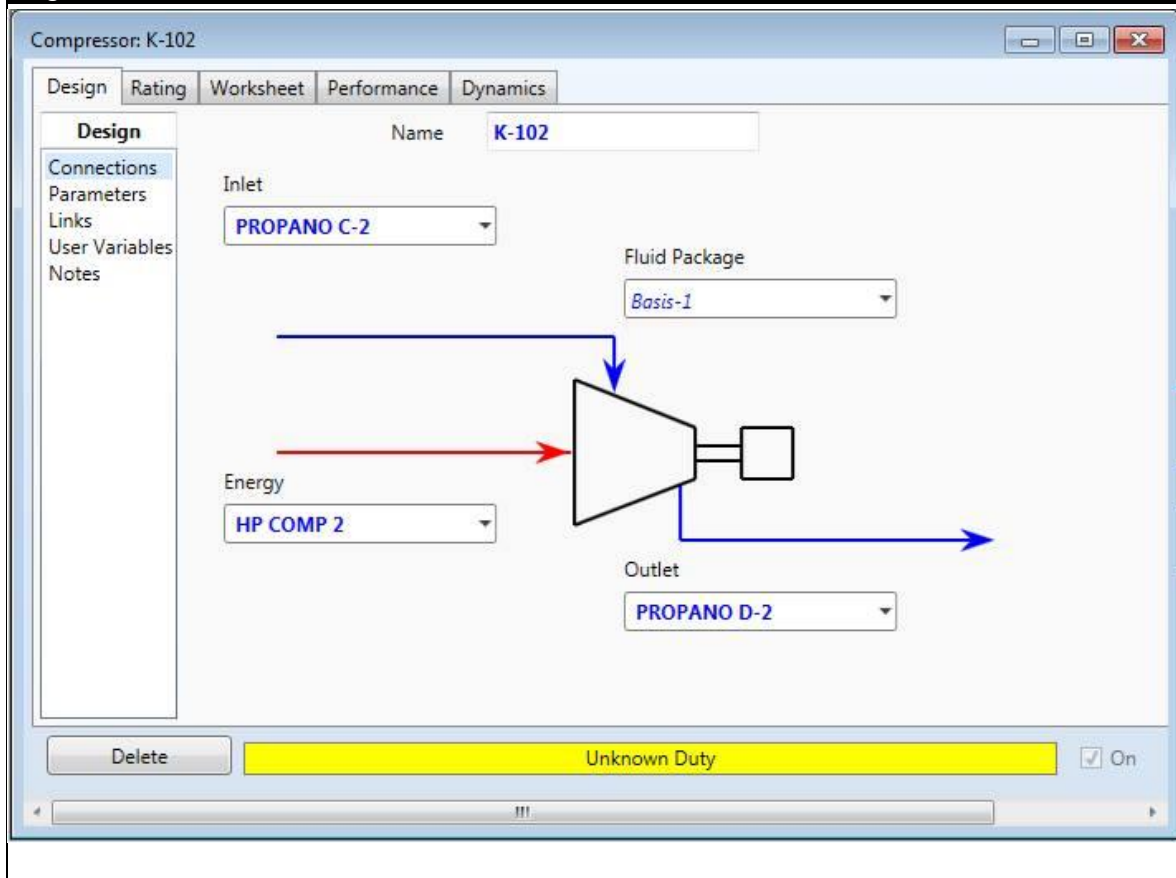 Compressor: K-102
Design Rating Worksheet Performance Dynamics
Design
Connections
Parameters
Links
User Variables
Notes
Name K-102
Inlet
PROPANO C-2
Fluid Package
Basis-1
Energy
HP COMP 2
Outlet
PROPANO D-2
Delete Unknown Duty On